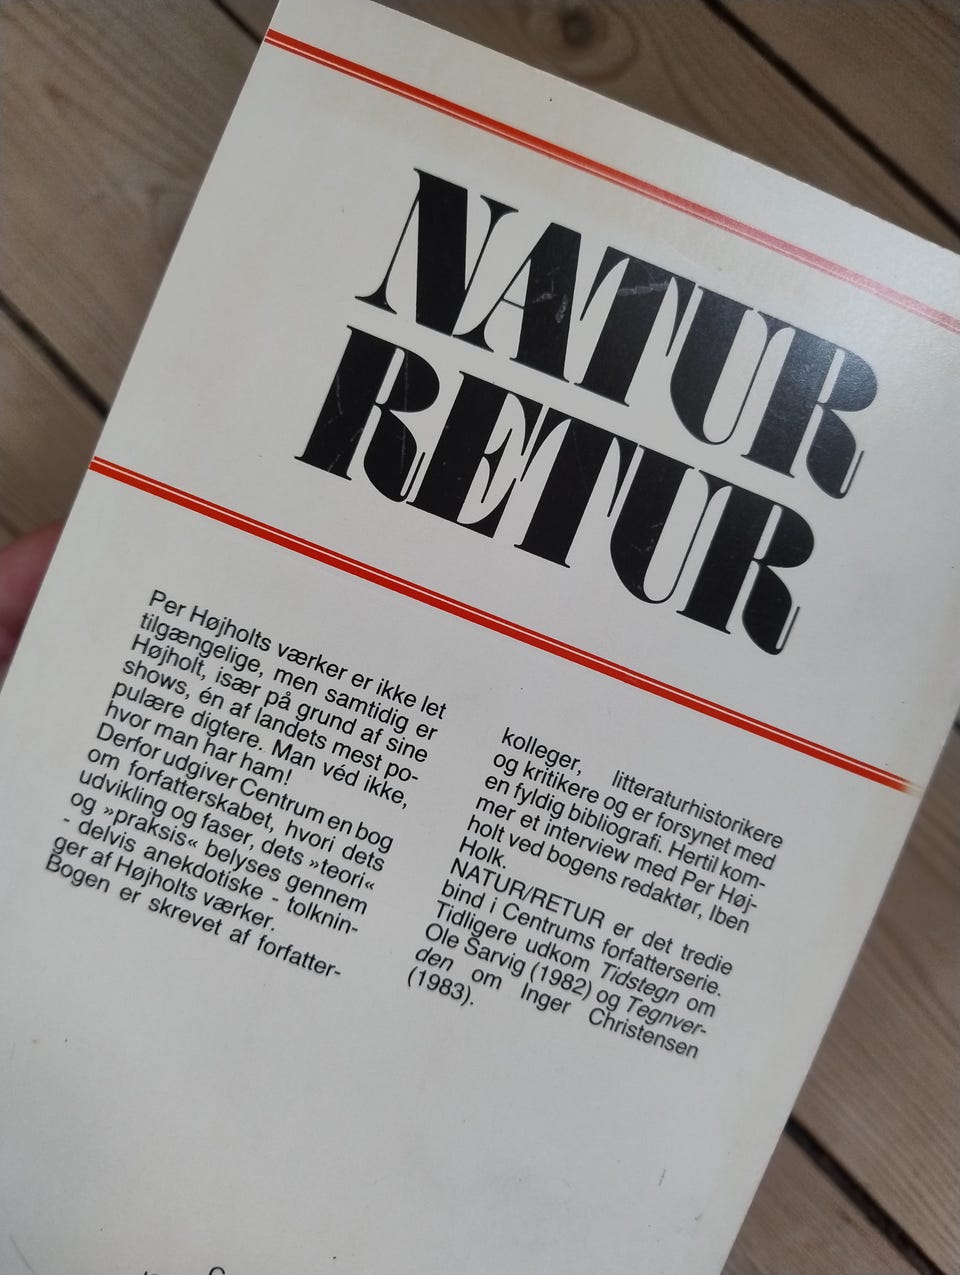 NATUR
RETUR
Per Højholts værker er ikke let
tilgængelige, men samtidig er
Højholt, især på grund af sine
shows, én af landets mest po-
pulære digtere. Man véd ikke,
hvor man har ham!
Derfor udgiver Centrum en bog
om forfatterskabet, hvori dets
udvikling og faser, dets »teori«
og »praksis« belyses gennem
- delvis anekdotiske - tolknin-
ger af Højholts værker.
Bogen er skrevet af forfatter-
kolleger, litteraturhistorikere
og kritikere og er forsynet med
en fyldig bibliografi. Hertil kom-
mer et interview med Per Høj-
holt ved bogens redaktør, Iben
Holk.
NATUR/RETUR er det tredie
bind i Centrums forfatterserie.
Tidligere udkom Tidstegn om
Ole Sarvig (1982) og Tegnver-
den om Inger Christensen
(1983).